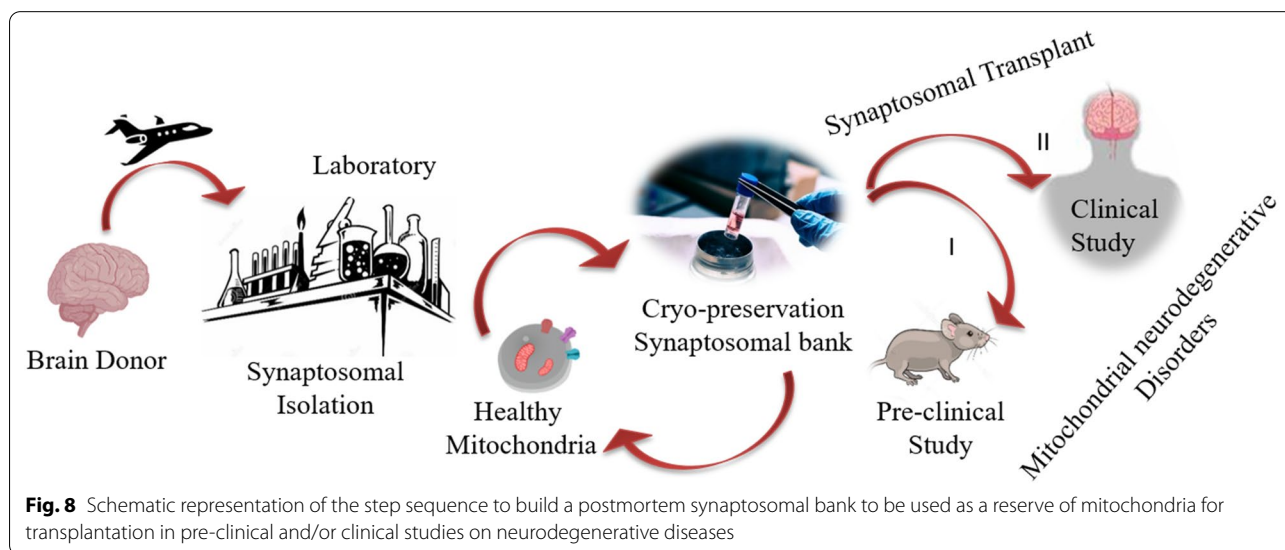 Brain Donor
Laboratory
Synaptosomal
Isolation
Healthy
Mitochondria
Cryo-preservation
Synaptosomal bank
Synaptosomal Transplant
I
II
Pre-clinical
Study
Clinical
Study
Mitochondrial neurodegenerative
Disorders
Fig. 8 Schematic representation of the step sequence to build a postmortem synaptosomal bank to be used as a reserve of mitochondria for
transplantation in pre-clinical and/or clinical studies on neurodegenerative diseases